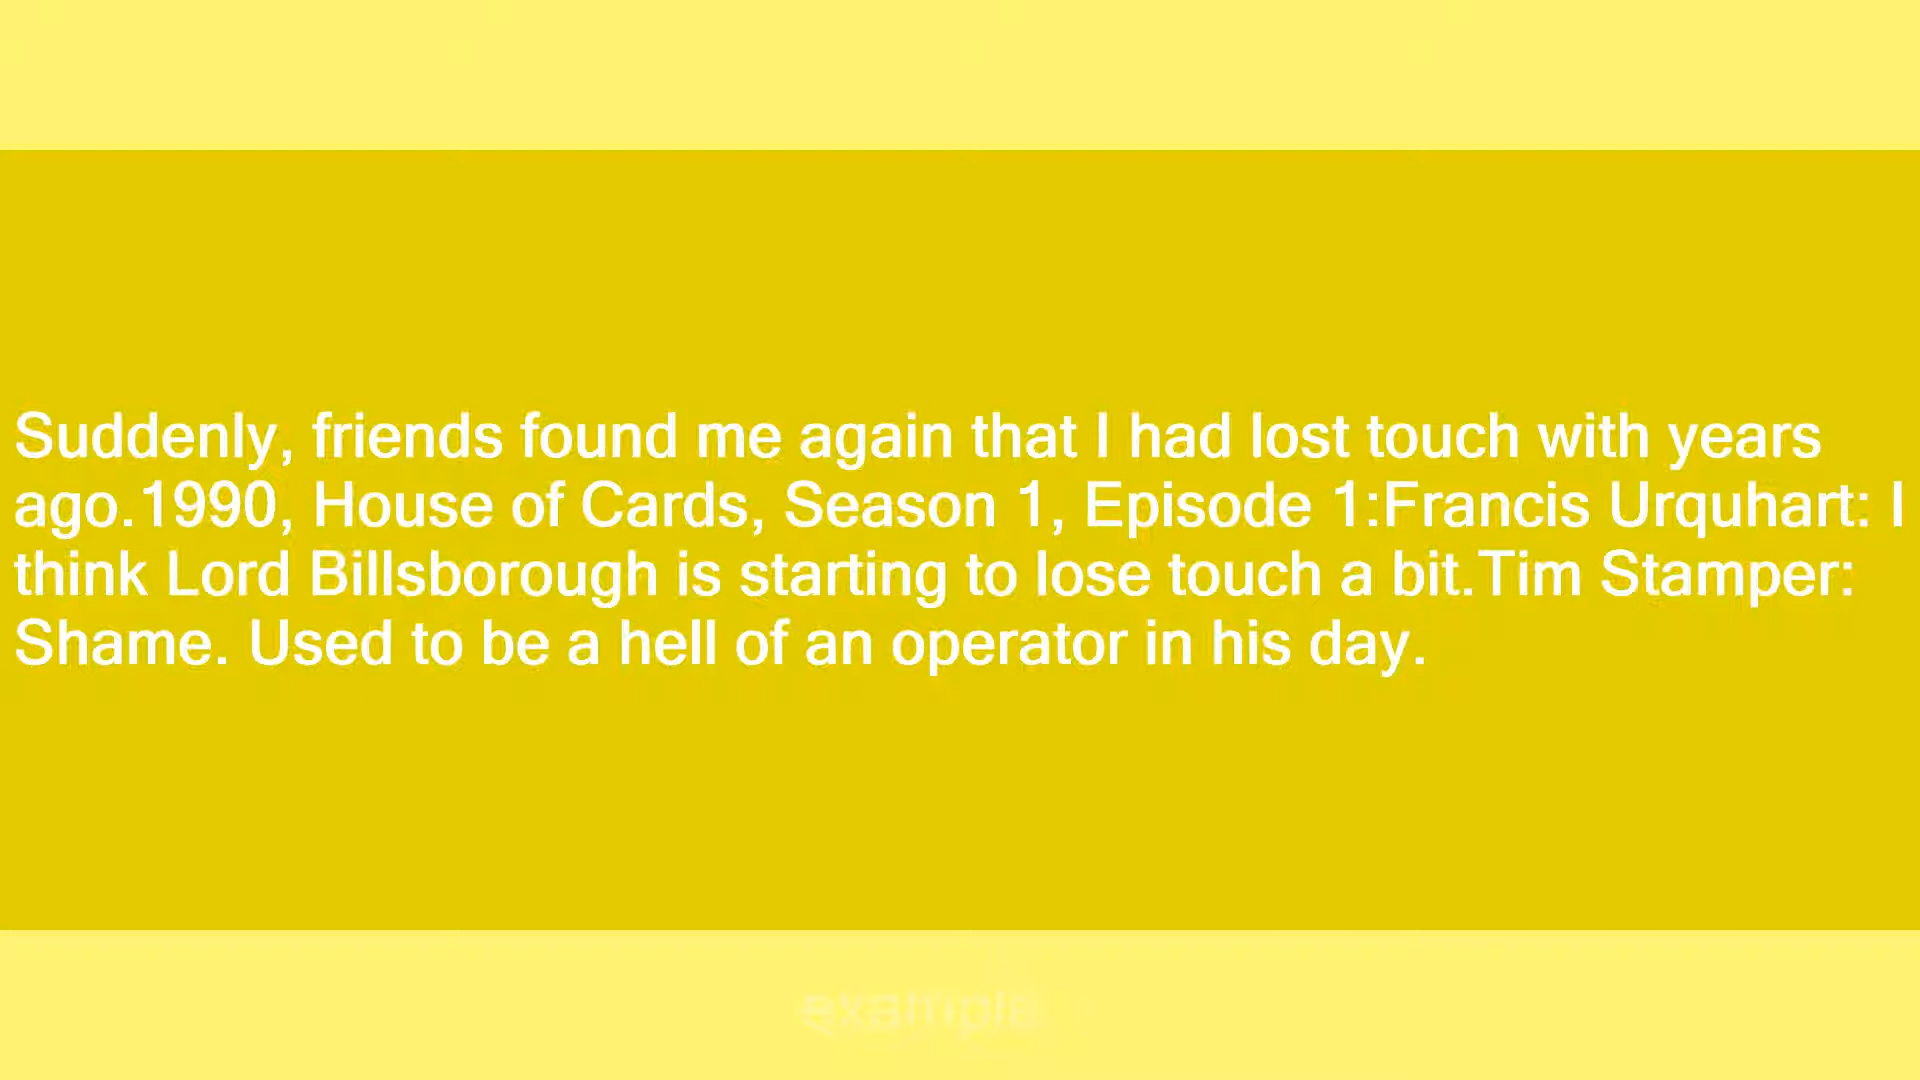 Suddenly, friends found me again that I had lost touch with years
ago.1990, House of Cards, Season 1, Episode 1:Francis Urquhart: I
think Lord Billsborough is starting to lose touch a bit.Tim Stamper:
Shame. Used to be a hell of an operator in his day.
example